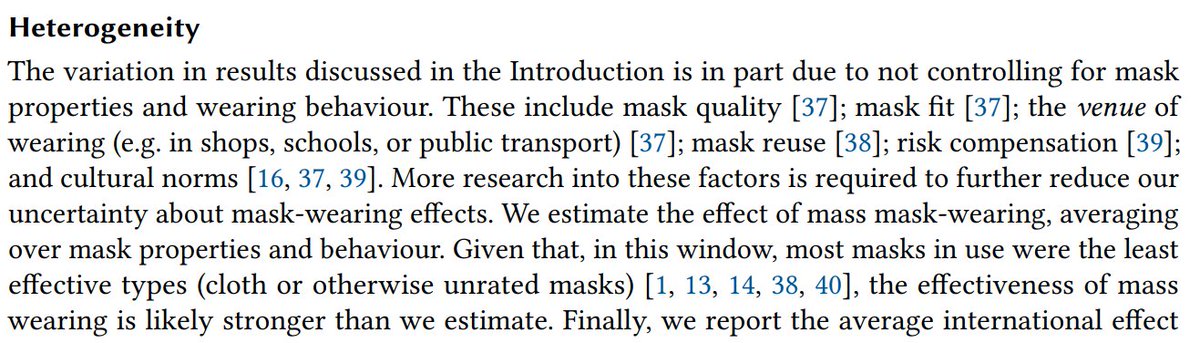 Heterogeneity
The variation in results discussed in the Introduction is in part due to not controlling for mask
properties and wearing behaviour. These include mask quality [37]; mask fit [37]; the venue of
wearing (e.g. in shops, schools, or public transport) [37]; mask reuse [38]; risk compensation [39];
and cultural norms [16, 37, 39]. More research into these factors is required to further reduce our
uncertainty about mask-wearing effects. We estimate the effect of mass mask-wearing, averaging
over mask properties and behaviour. Given that, in this window, most masks in use were the least
effective types (cloth or otherwise unrated masks) [1, 13, 14, 38, 40], the effectiveness of mass
wearing is likely stronger than we estimate. Finally, we report the average international effect